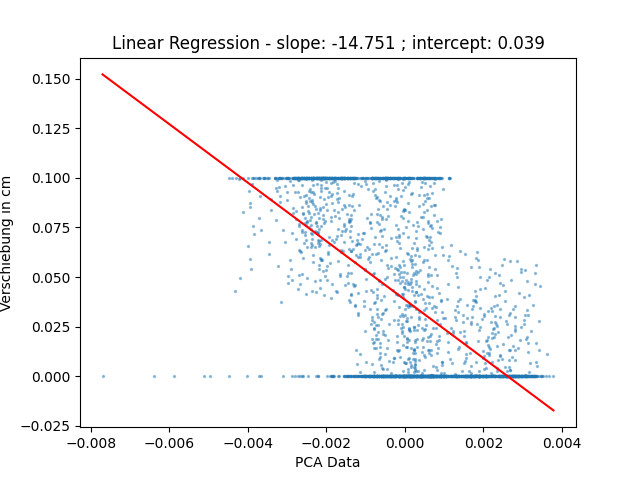 Linear Regression - slope: -14.751 ; intercept: 0.039
0.150
0.125
0.100
0.075
0.050
0.025
0.000
−0.025
Verschiebung in cm
−0.008 −0.006 −0.004 −0.002 0.000 0.002 0.004
PCA Data